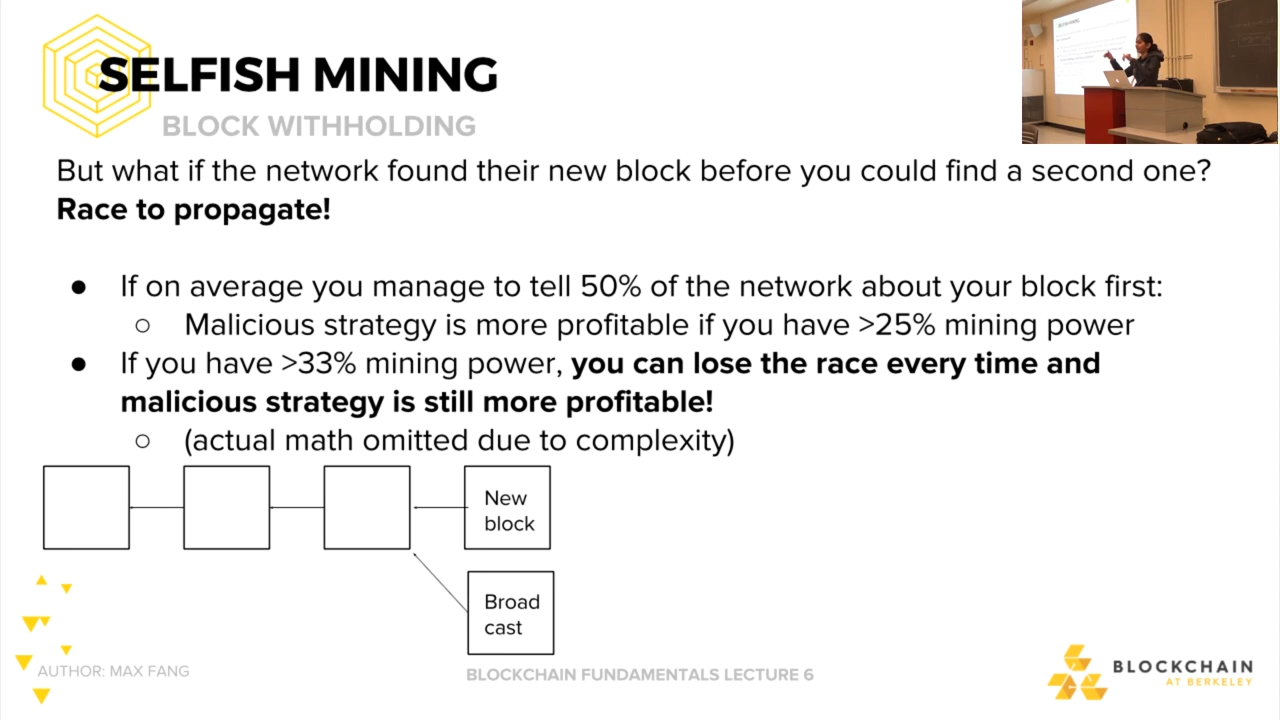 SELFISH MINING
BLOCK WITHHOLDING
But what if the network found their new block before you could find a second one?
Race to propagate!
● If on average you manage to tell 50% of the network about your block first:
○ Malicious strategy is more profitable if you have >25% mining power
● If you have >33% mining power, you can lose the race every time and
malicious strategy is still more profitable!
○ (actual math omitted due to complexity)
New
block
Broad
cast
AUTHOR: MAX FANG
BLOCKCHAIN FUNDAMENTALS LECTURE 6
BLOCKCHAIN
AT BERKELEY